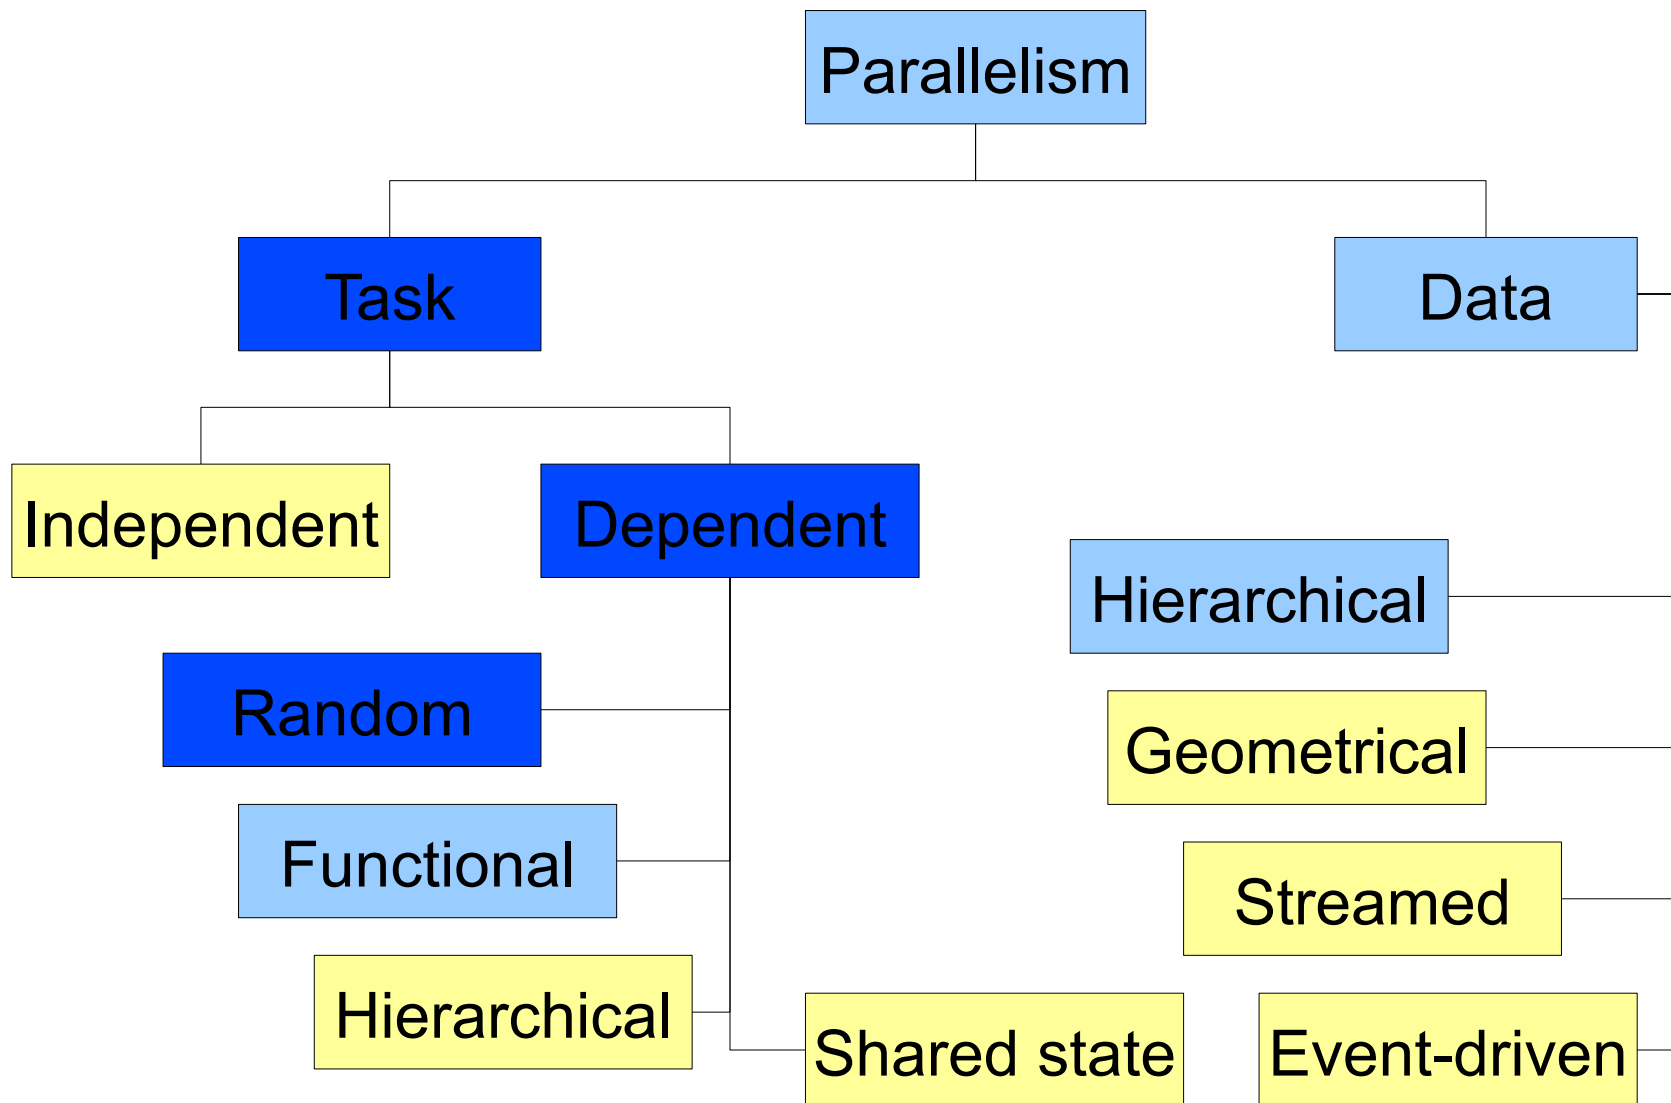 Parallelism
Task
Data
Independent
Dependent
Hierarchical
Random
Geometrical
Functional
Streamed
Hierarchical
Shared state
Event-driven